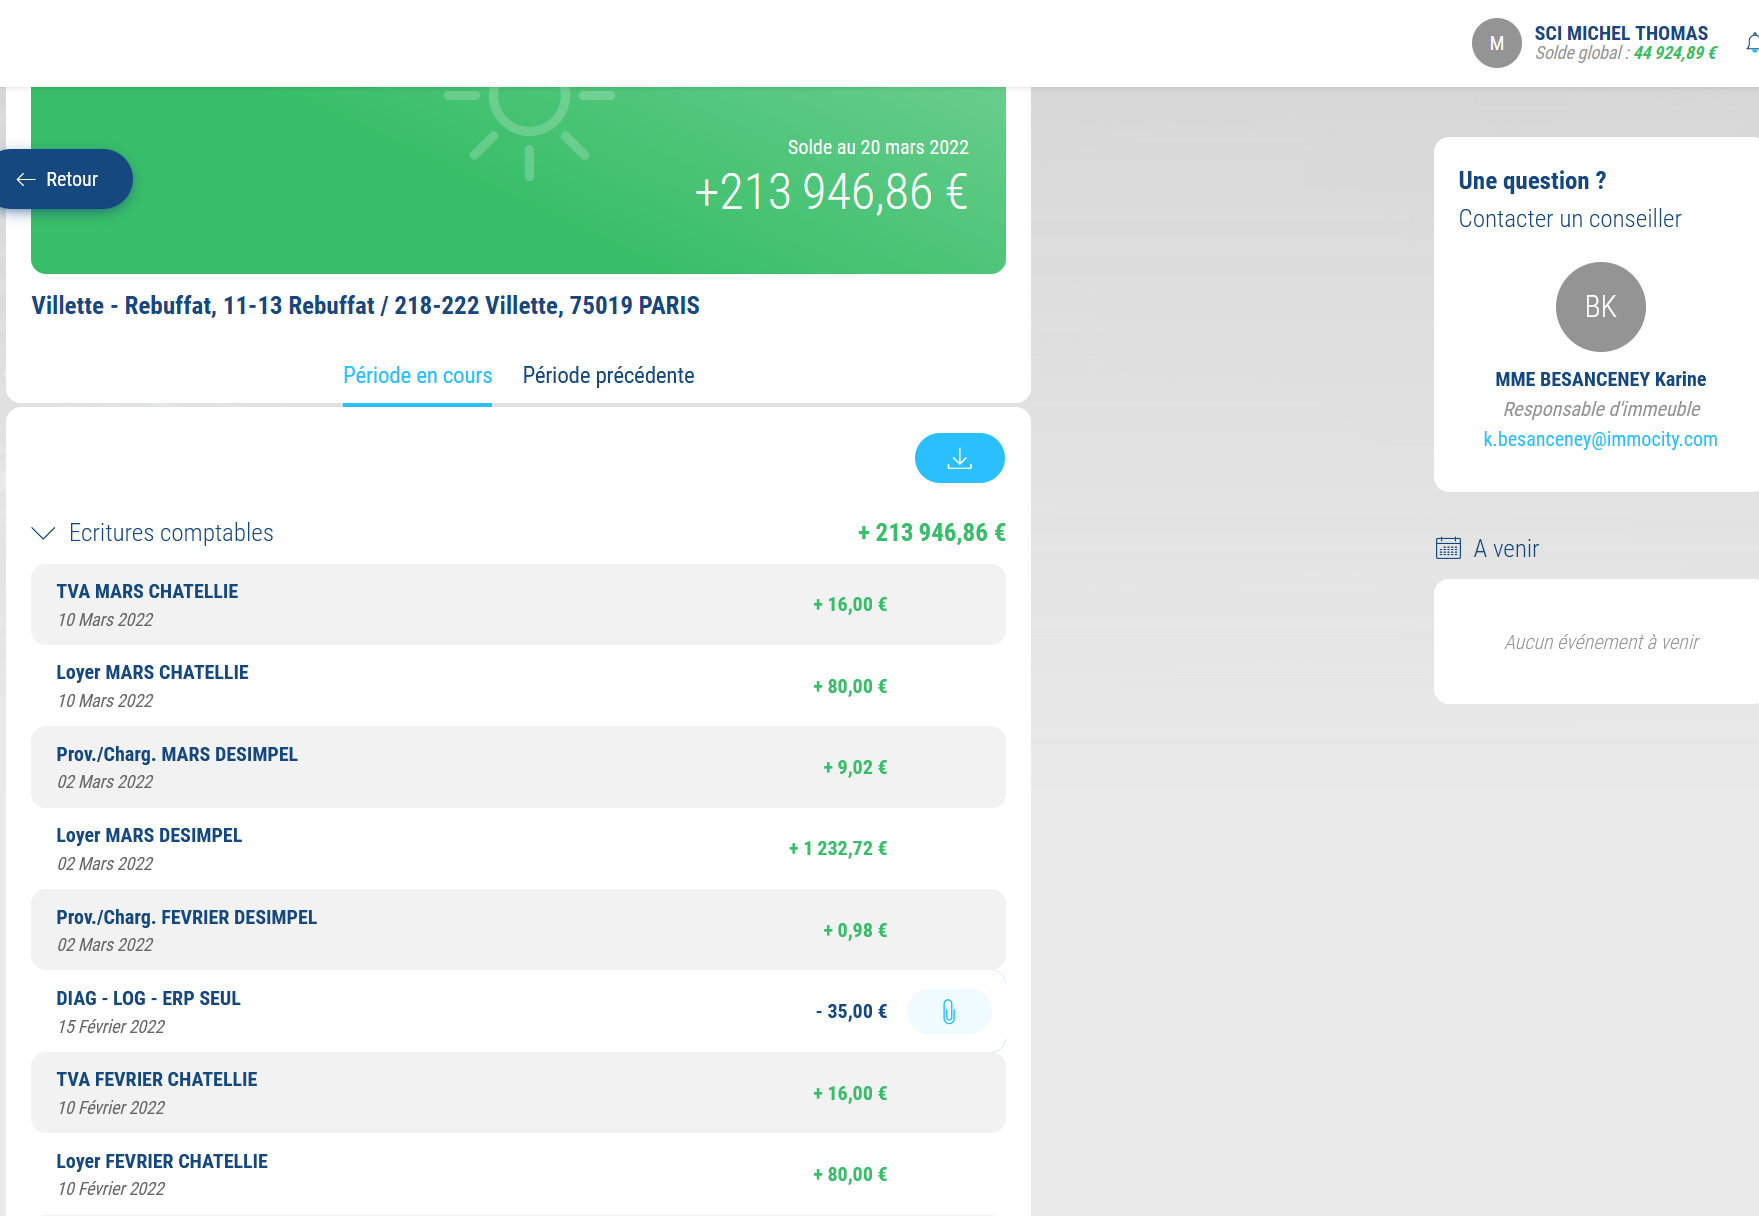 M
SCI MICHEL THOMAS
Solde global : 44 924,89 €
Retour
Solde au 20 mars 2022
+213 946,86 €
Villette - Rebuffat, 11-13 Rebuffat / 218-222 Villette, 75019 PARIS
Période en cours
Période précédente
Ecritures comptables
+ 213 946,86 €
TVA MARS CHATELLIE
10 Mars 2022
+ 16,00 €
Loyer MARS CHATELLIE
10 Mars 2022
+ 80,00 €
Prov./Charg. MARS DESIMPEL
02 Mars 2022
+ 9,02 €
Loyer MARS DESIMPEL
02 Mars 2022
+ 1 232,72 €
Prov./Charg. FEVRIER DESIMPEL
02 Mars 2022
+ 0,98 €
DIAG - LOG - ERP SEUL
15 Février 2022
- 35,00 €
TVA FEVRIER CHATELLIE
10 Février 2022
+ 16,00 €
Loyer FEVRIER CHATELLIE
10 Février 2022
+ 80,00 €
Une question ?
Contacter un conseiller
BK
MME BESANCENEY Karine
Responsable d'immeuble
k.besanceney@immocity.com
A venir
Aucun événement à venir